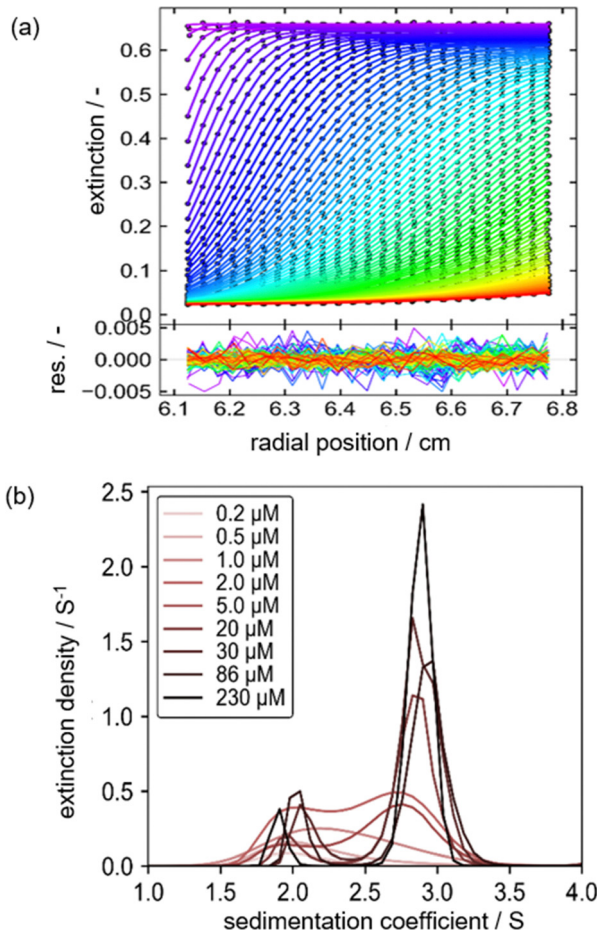 (a)
extinction / -
0.6
0.5
0.4
0.3
0.2
0.1
0.0
res. / -
0.005
0.000
−0.005
6.1 6.2 6.3 6.4 6.5 6.6 6.7 6.8
radial position / cm
(b)
extinction density / S-1
2.5
2.0
1.5
1.0
0.5
0.0
0.2 µM
0.5 µM
1.0 µM
2.0 µM
5.0 µM
20 µM
30 µM
86 µM
230 µM
1.0 1.5 2.0 2.5 3.0 3.5 4.0
sedimentation coefficient / S